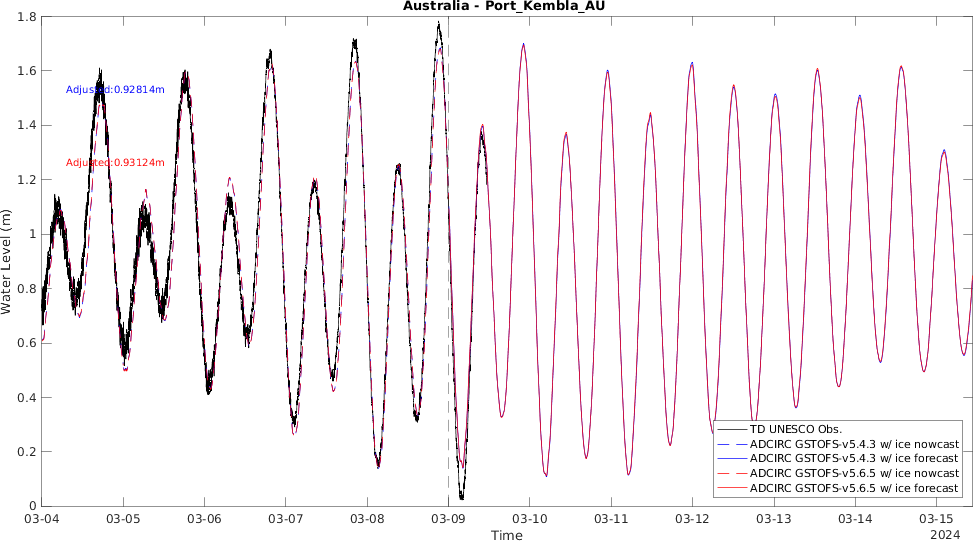 Australia - Port_Kembla_AU
1.8
1.6
1.4
1.2
1
0.8
0.6
0.4
0.2
0
Water Level (m)
Adjusted:0.92814m
Adjusted:0.93124m
TD UNESCO Obs.
ADCIRC GSTOFS-v5.4.3 w/ ice nowcast
ADCIRC GSTOFS-v5.4.3 w/ ice forecast
ADCIRC GSTOFS-v5.6.5 w/ ice nowcast
ADCIRC GSTOFS-v5.6.5 w/ ice forecast
03-04 03-05 03-06 03-07 03-08 03-09 03-10 03-11 03-12 03-13 03-14 03-15
Time
2024